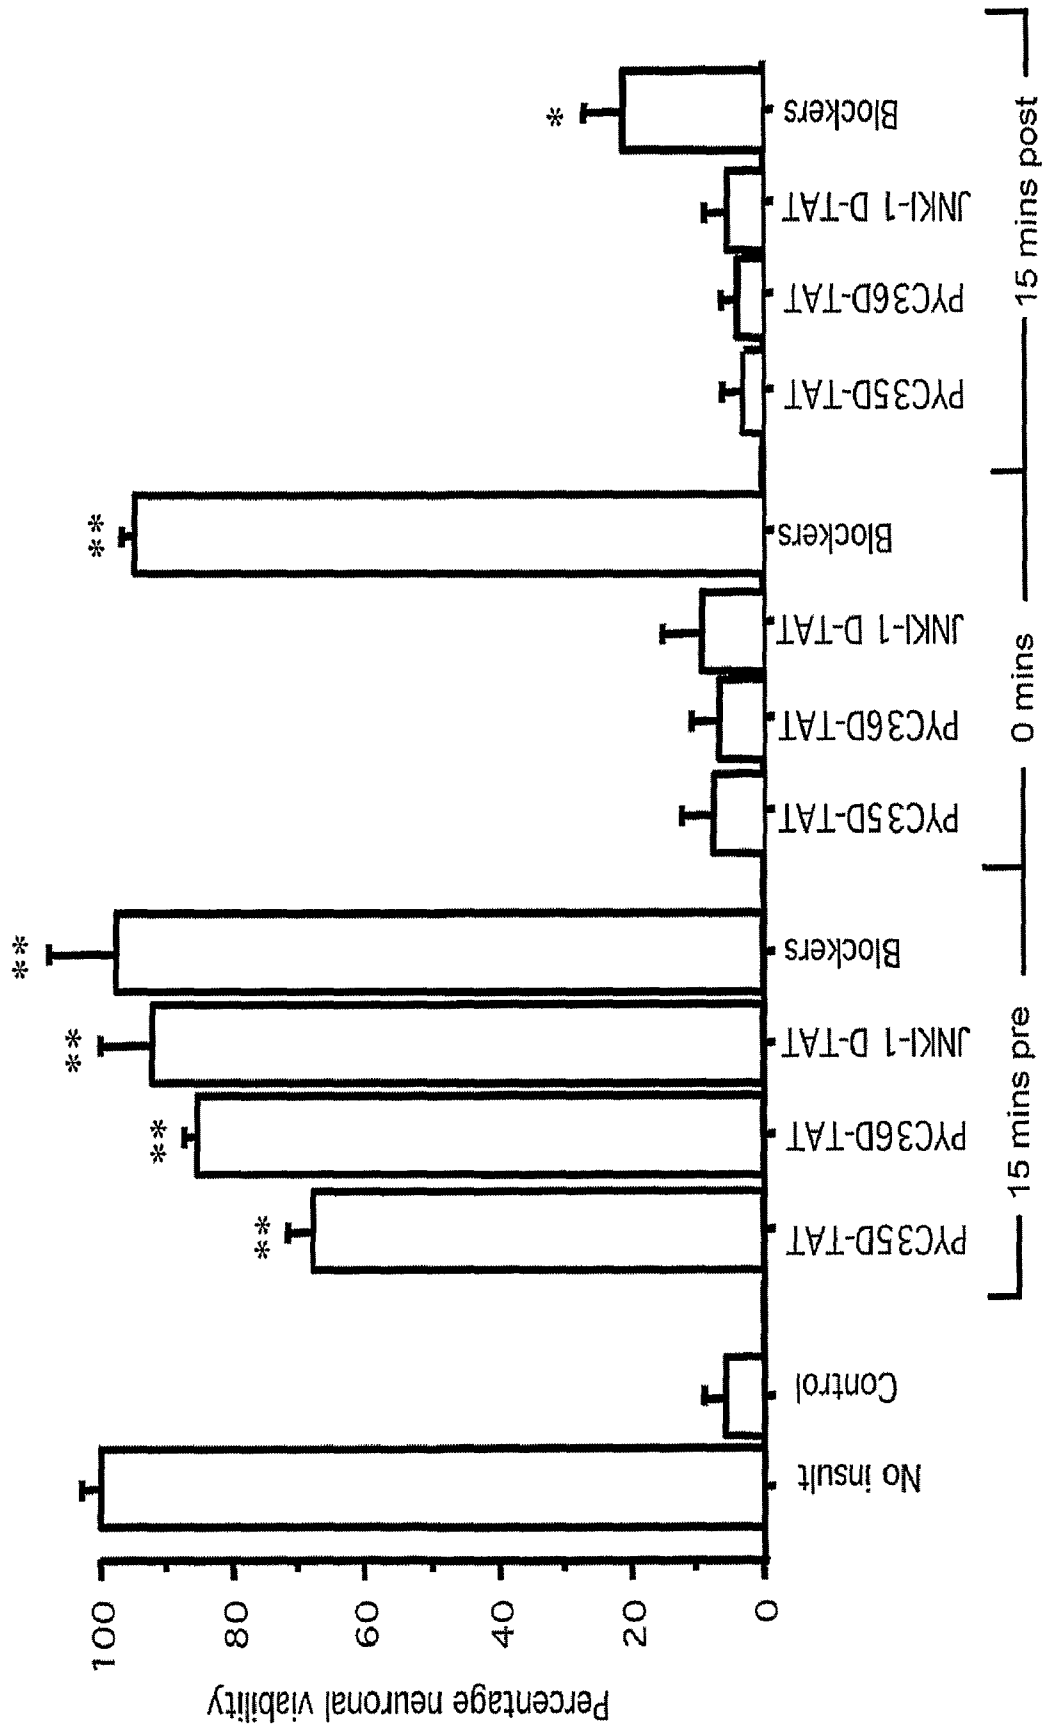 Percentage neuronal viability
100
80
60
40
20
0
No insult
Control
PYC35D-TAT
PYC36D-TAT
JNKI-1 D-TAT
Blockers
PYC35D-TAT
PYC36D-TAT
JNKI-1 D-TAT
Blockers
PYC35D-TAT
PYC36D-TAT
JNKI-1 D-TAT
Blockers
**
**
**
**
**
*
15 mins pre
0 mins
15 mins post